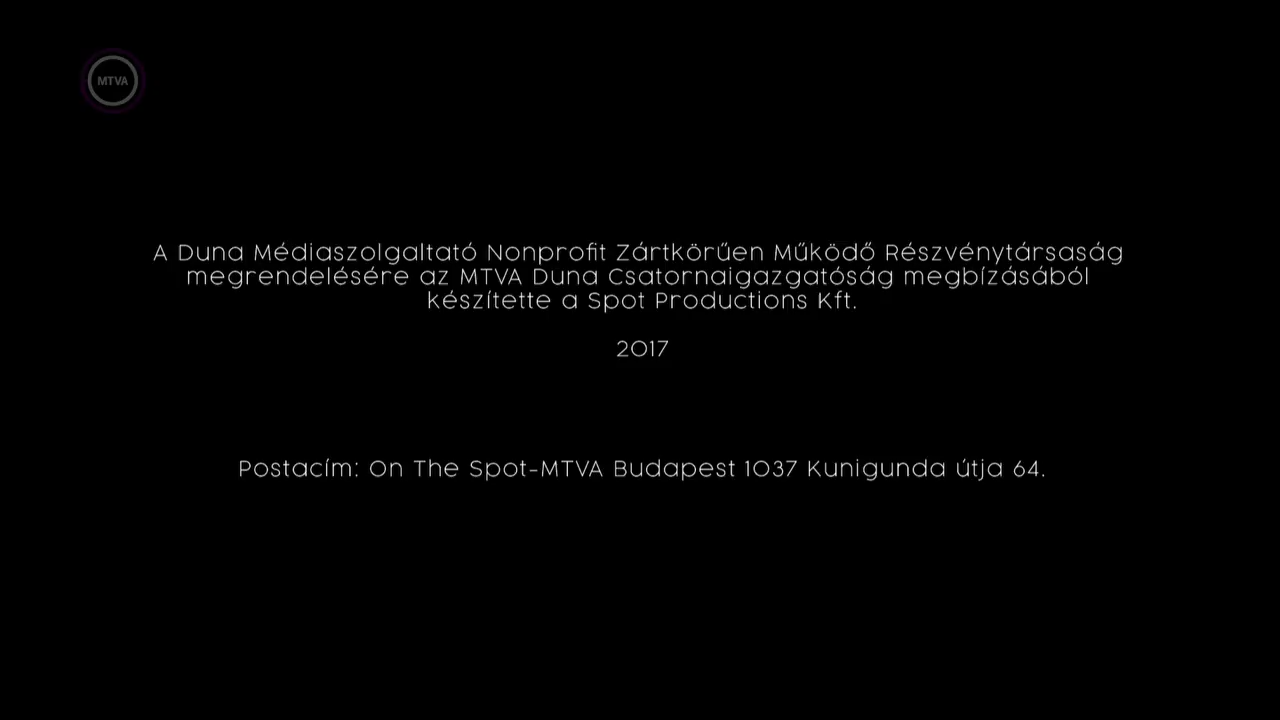 MTVA
A Duna Médiaszolgaltató Nonprofit Zártkörűen Működő Részvénytársaság
megrendelésére az MTVA Duna Csatornaigazgatóság megbízásából
készítette a Spot Productions Kft.
2017
Postacím: On The Spot-MTVA Budapest 1037 Kunigunda útja 64.